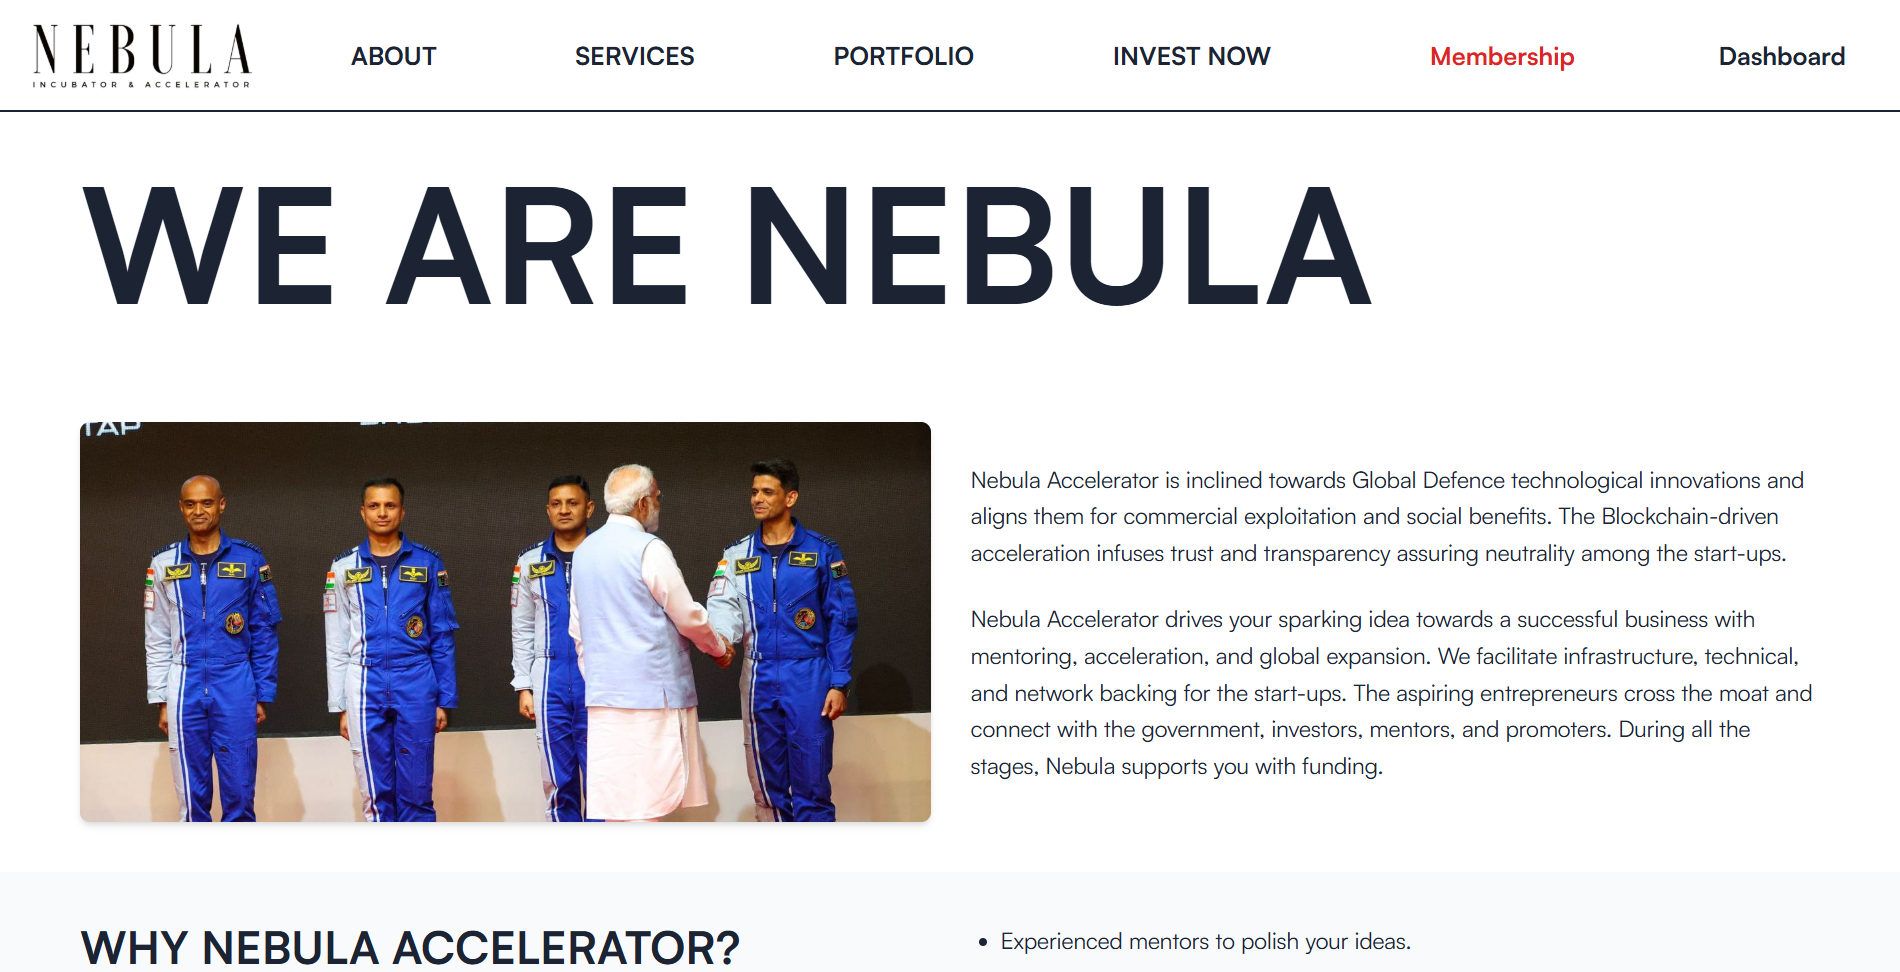 NEBULA
INCUBATOR & ACCELERATOR
ABOUT
SERVICES
PORTFOLIO
INVEST NOW
Membership
Dashboard
WE ARE NEBULA
TAP
Nebula Accelerator is inclined towards Global Defence technological innovations and
aligns them for commercial exploitation and social benefits. The Blockchain-driven
acceleration infuses trust and transparency assuring neutrality among the start-ups.
Nebula Accelerator drives your sparking idea towards a successful business with
mentoring, acceleration, and global expansion. We facilitate infrastructure, technical,
and network backing for the start-ups. The aspiring entrepreneurs cross the moat and
connect with the government, investors, mentors, and promoters. During all the
stages, Nebula supports you with funding.
WHY NEBULA ACCELERATOR?
• Experienced mentors to polish your ideas.